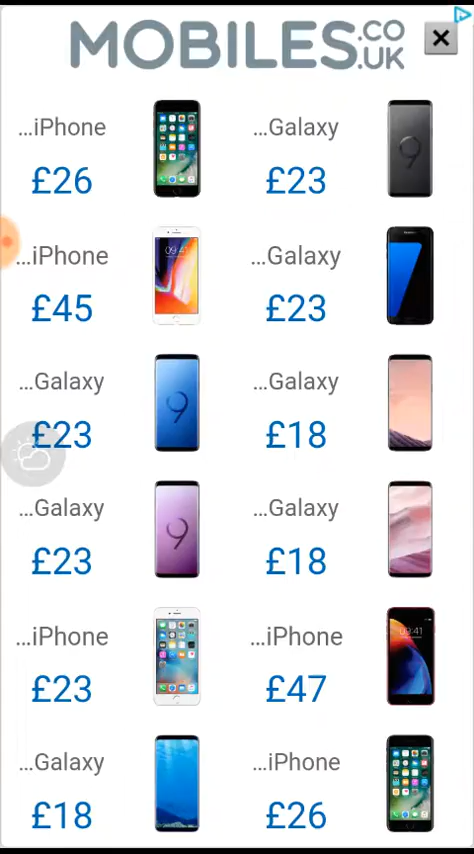 MOBILES.CO.UK
...iPhone
£26
...Galaxy
£23
...iPhone
£45
...Galaxy
£23
...Galaxy
£23
...Galaxy
£18
...Galaxy
£23
...Galaxy
£18
...iPhone
£23
...iPhone
£47
...Galaxy
£18
...iPhone
£26